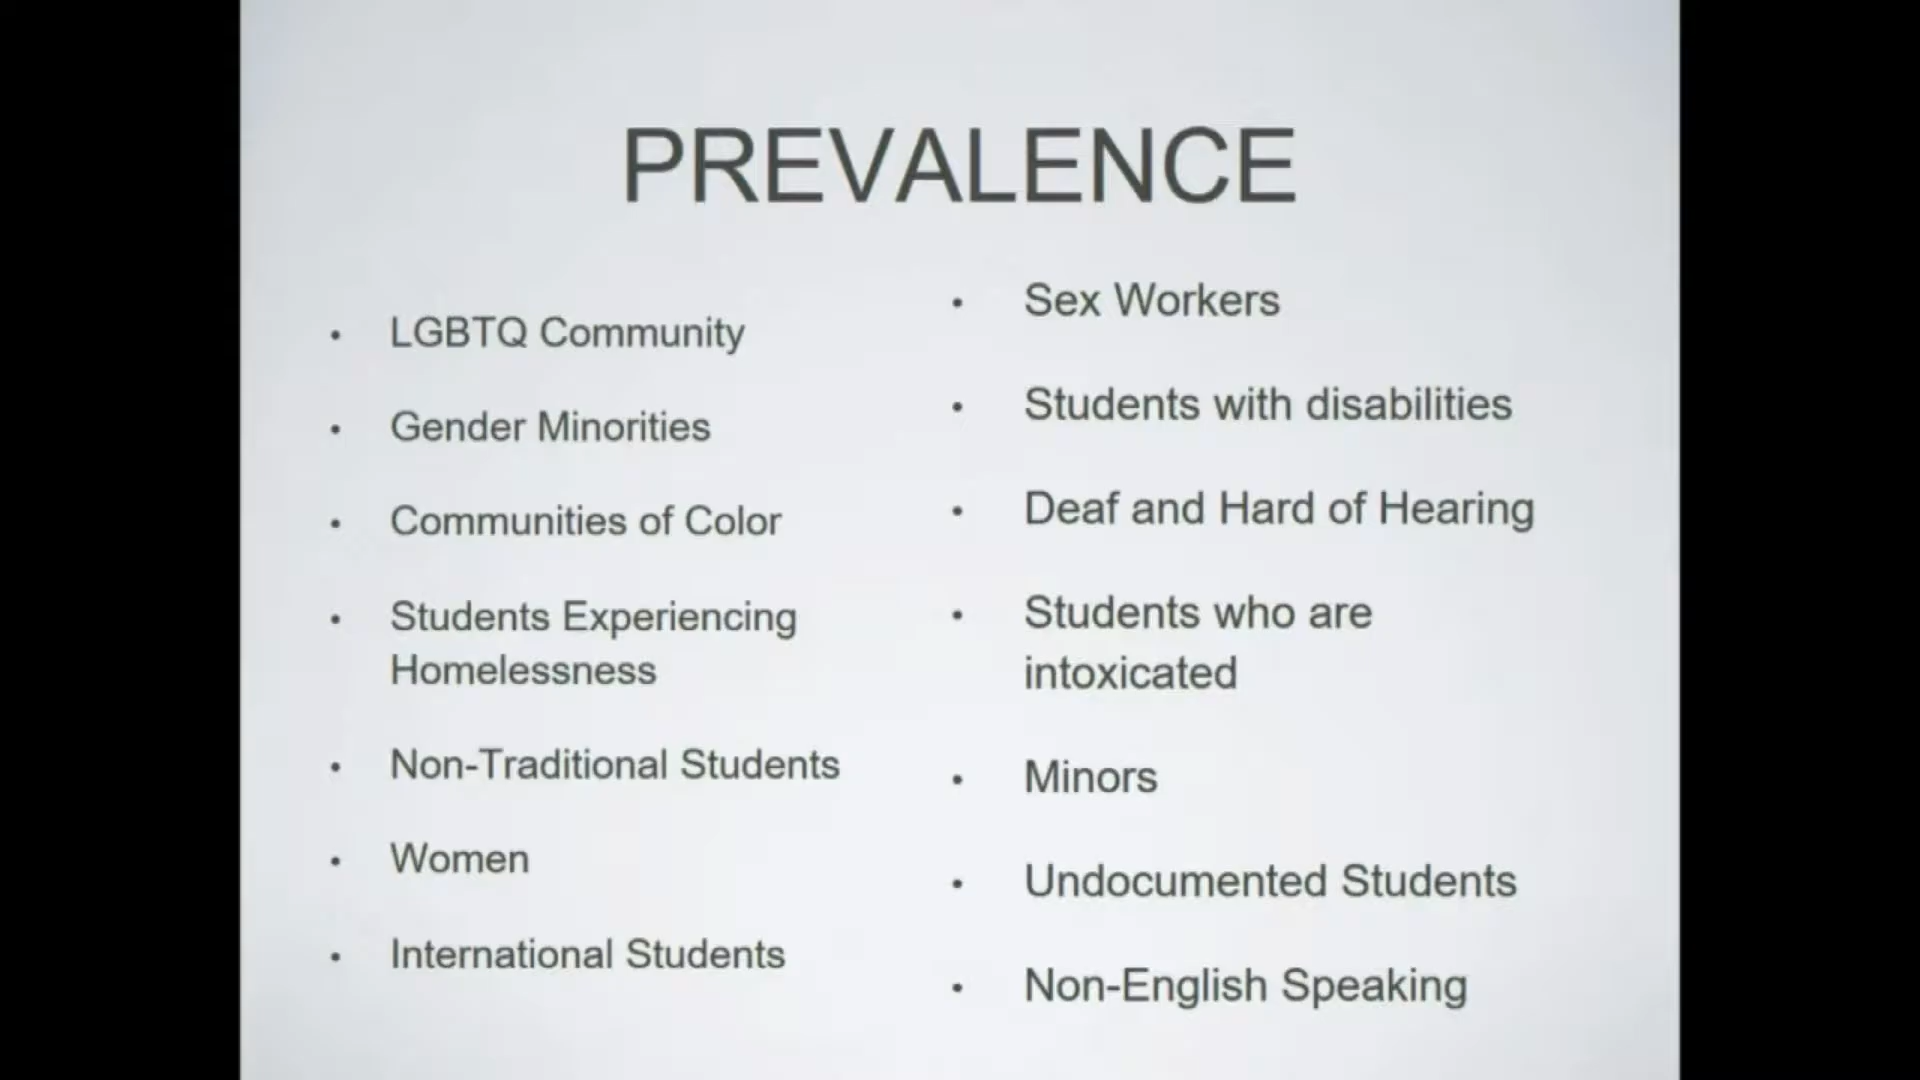 PREVALENCE
LGBTQ Community
Gender Minorities
Communities of Color
Students Experiencing
Homelessness
Non-Traditional Students
Women
International Students
Sex Workers
Students with disabilities
Deaf and Hard of Hearing
Students who are
intoxicated
Minors
Undocumented Students
Non-English Speaking